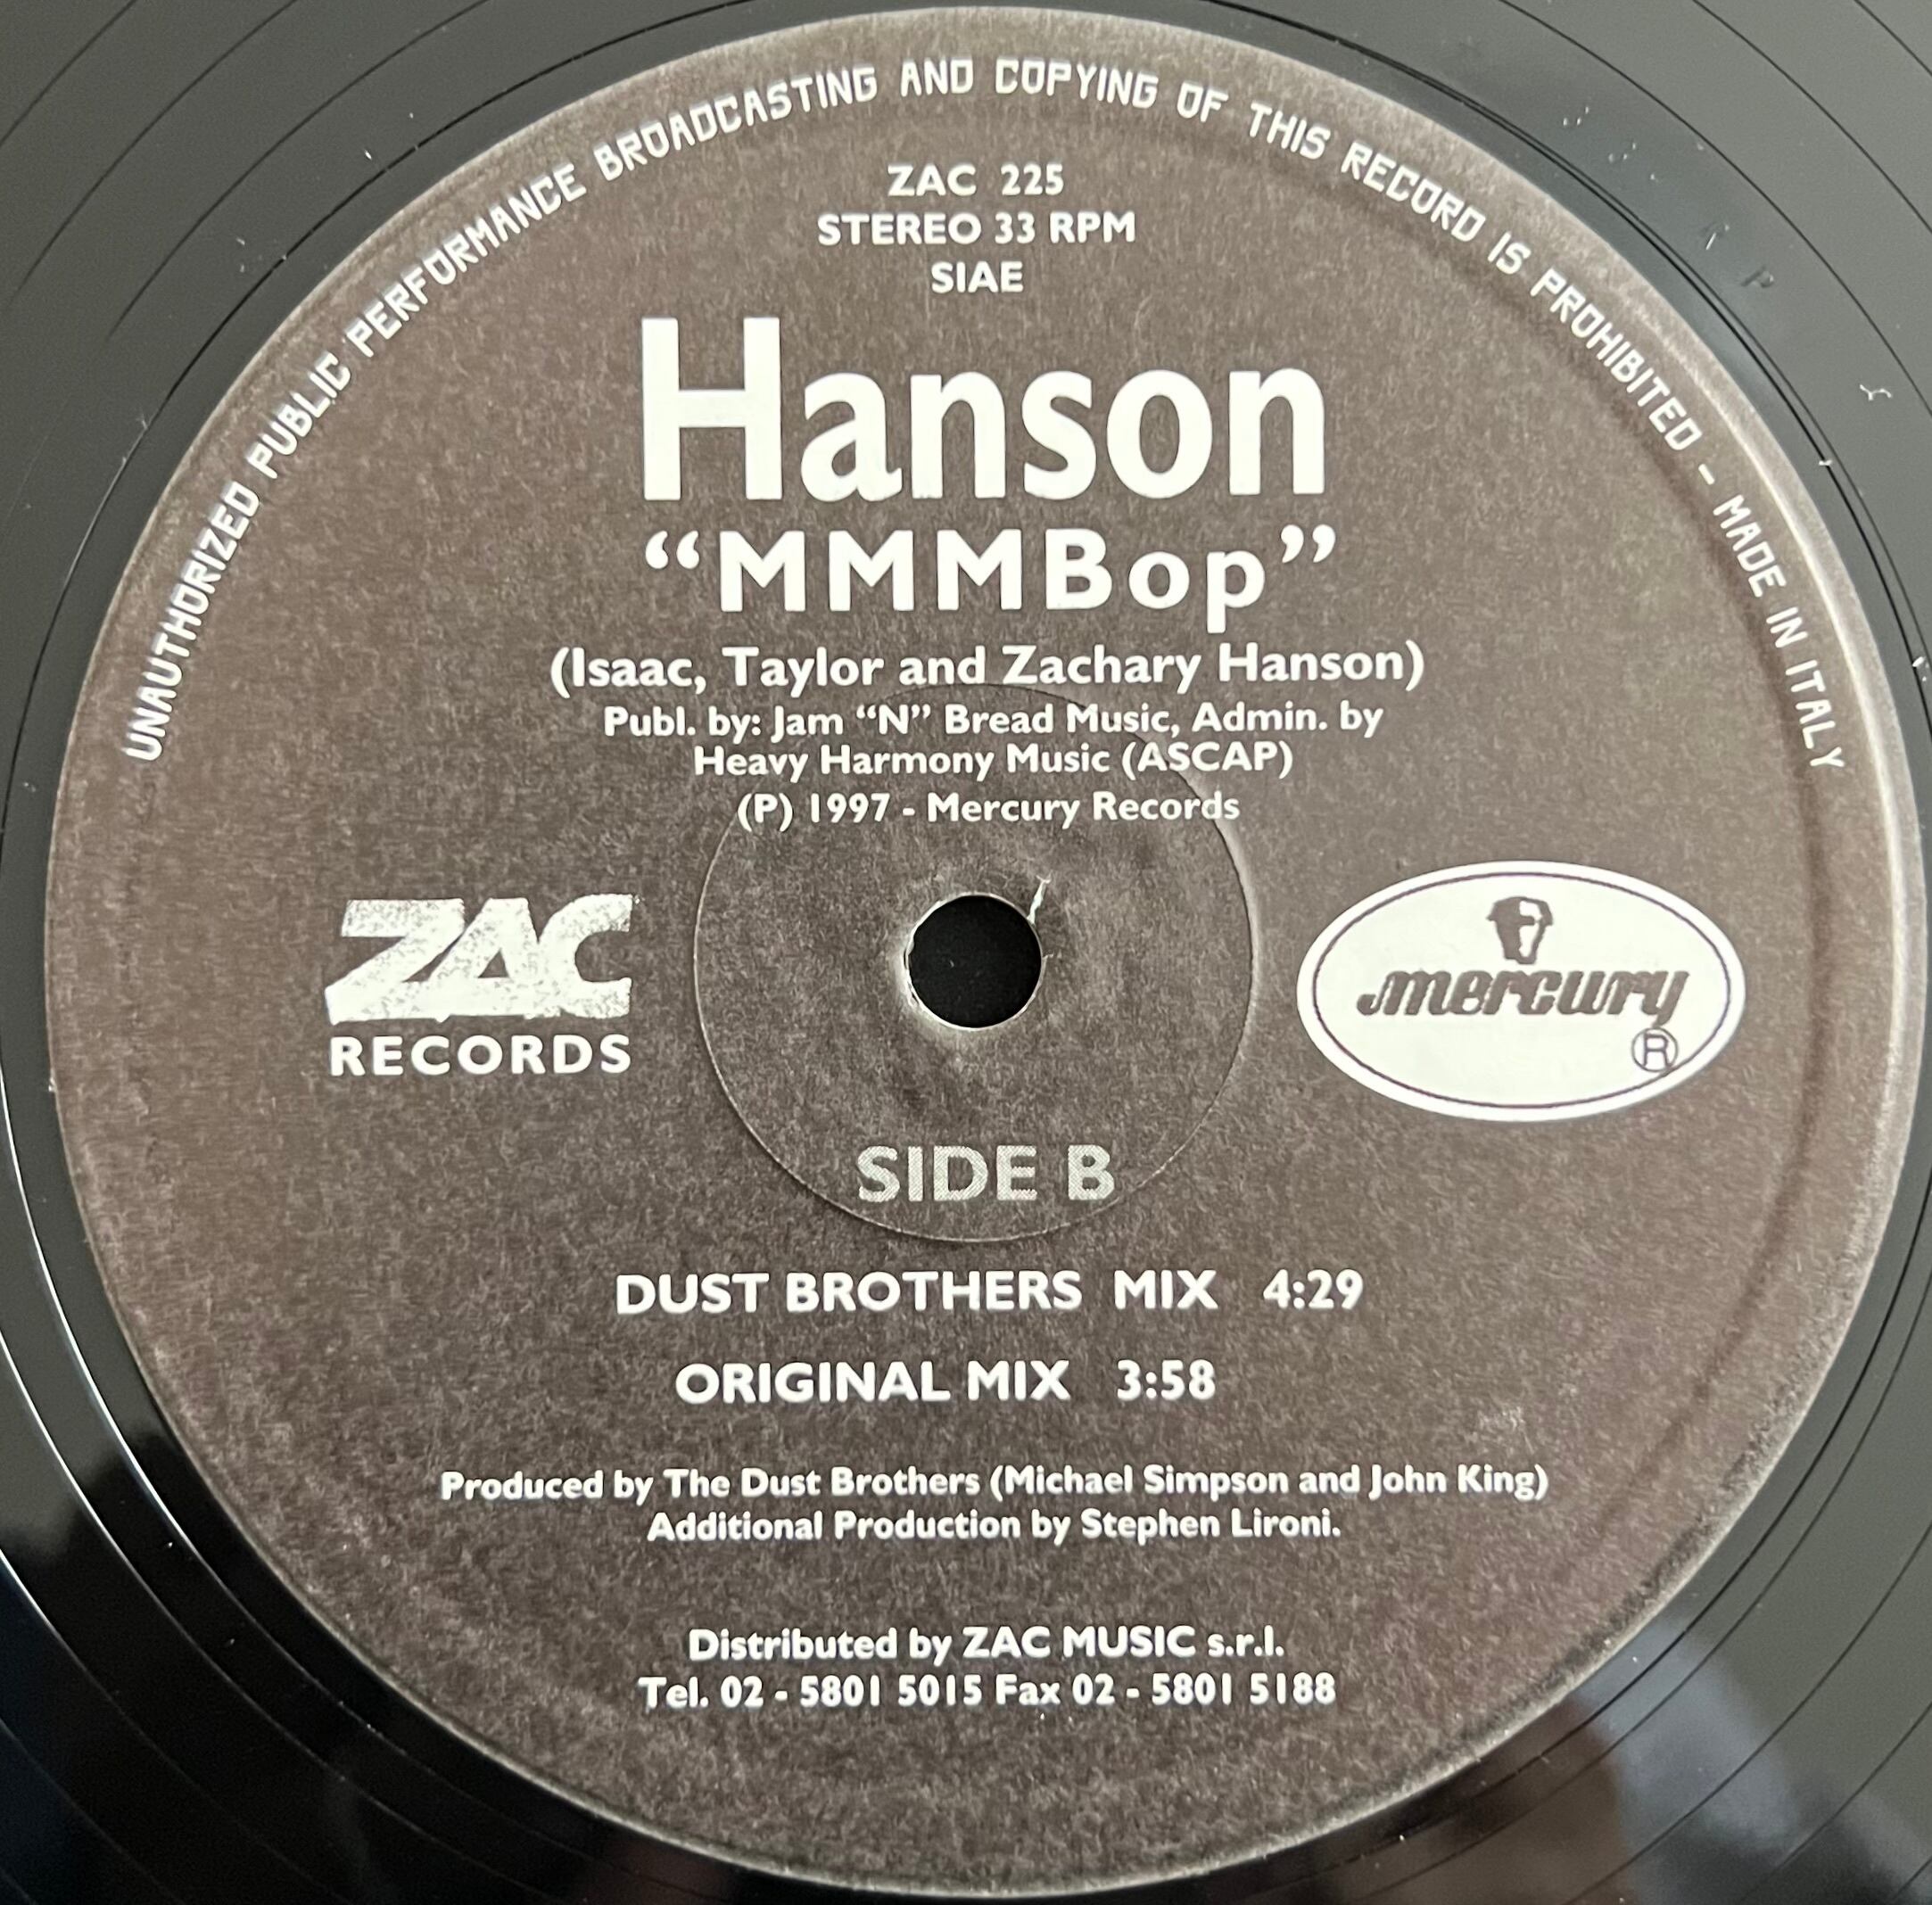 UNAUTHORIZED PUBLIC PERFORMANCE BROADCASTING AND COPYING OF THIS RECORD IS PROHIBITED - MADE IN ITALY
ZAC 225
STEREO 33 RPM
SIAE
Hanson
“MMMBop”
(Isaac, Taylor and Zachary Hanson)
Publ. by: Jam “N” Bread Music, Admin. by
Heavy Harmony Music (ASCAP)
(P) 1997 - Mercury Records
ZAC
RECORDS
mercury
®
SIDE B
DUST BROTHERS MIX 4:29
ORIGINAL MIX 3:58
Produced by The Dust Brothers (Michael Simpson and John King)
Additional Production by Stephen Lironi.
Distributed by ZAC MUSIC s.r.l.
Tel. 02 - 5801 5015 Fax 02 - 5801 5188